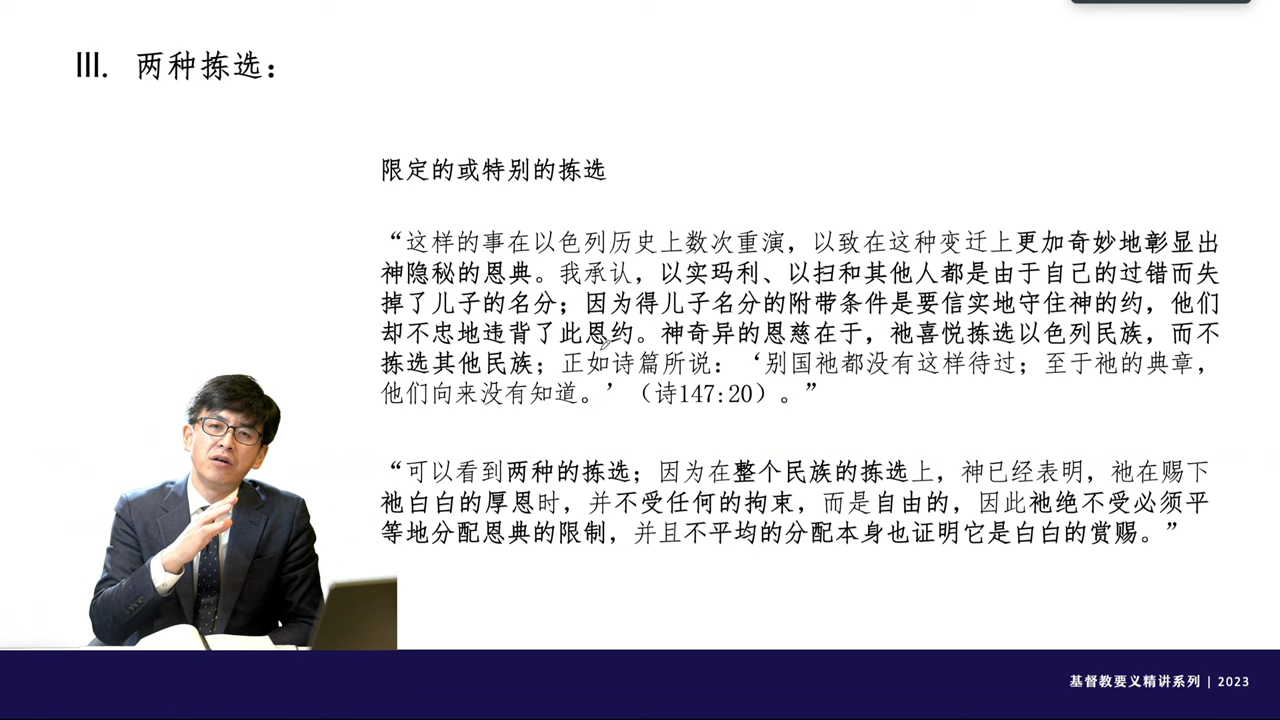 III. 两种拣选：
限定的或特别的拣选
“这样的事在以色列历史上数次重演，以致在这种变迁上更加奇妙地彰显出
神隐秘的恩典。我承认，以实玛利、以扫和其他人都是由于自己的过错而失
掉了儿子的名分；因为得儿子名分的附带条件是要信实地守住神的约，他们
却不忠地违背了此恩约。神奇异的恩慈在于，祂喜悦拣选以色列民族，而不
拣选其他民族；正如诗篇所说：‘别国祂都没有这样待过；至于祂的典章，
他们向来没有知道。’（诗147:20）。”
“可以看到两种的拣选；因为在整个民族的拣选上，神已经表明，祂在赐下
祂白白的厚恩时，并不受任何的拘束，而是自由的，因此祂绝不受必须平
等地分配恩典的限制，并且不平均的分配本身也证明它是白白的赏赐。”
基督教要义精讲系列 | 2023